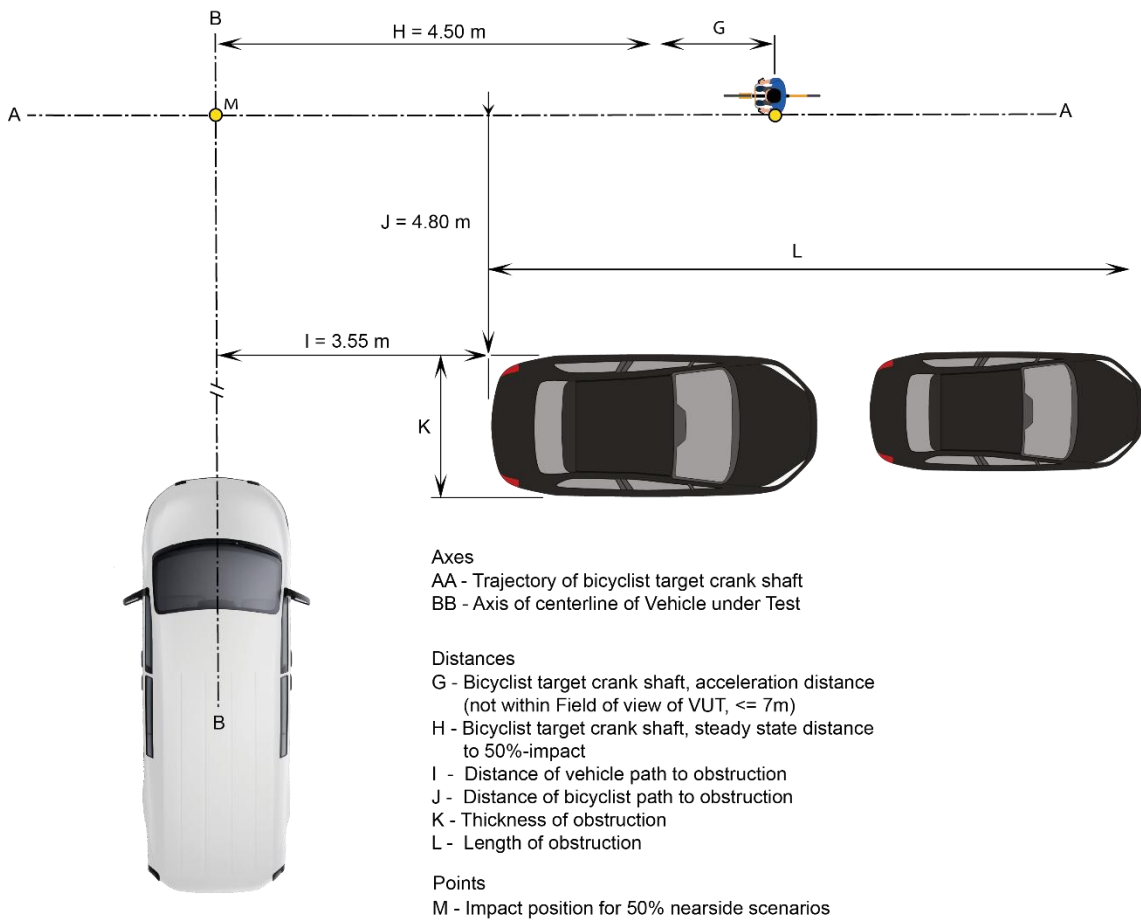 B
H = 4.50 m
G
A
M
A
J = 4.80 m
L
I = 3.55 m
K
B
Axes
AA - Trajectory of bicyclist target crank shaft
BB - Axis of centerline of Vehicle under Test
Distances
G - Bicyclist target crank shaft, acceleration distance
(not within Field of view of VUT, <= 7m)
H - Bicyclist target crank shaft, steady state distance
to 50%-impact
I - Distance of vehicle path to obstruction
J - Distance of bicyclist path to obstruction
K - Thickness of obstruction
L - Length of obstruction
Points
M - Impact position for 50% nearside scenarios